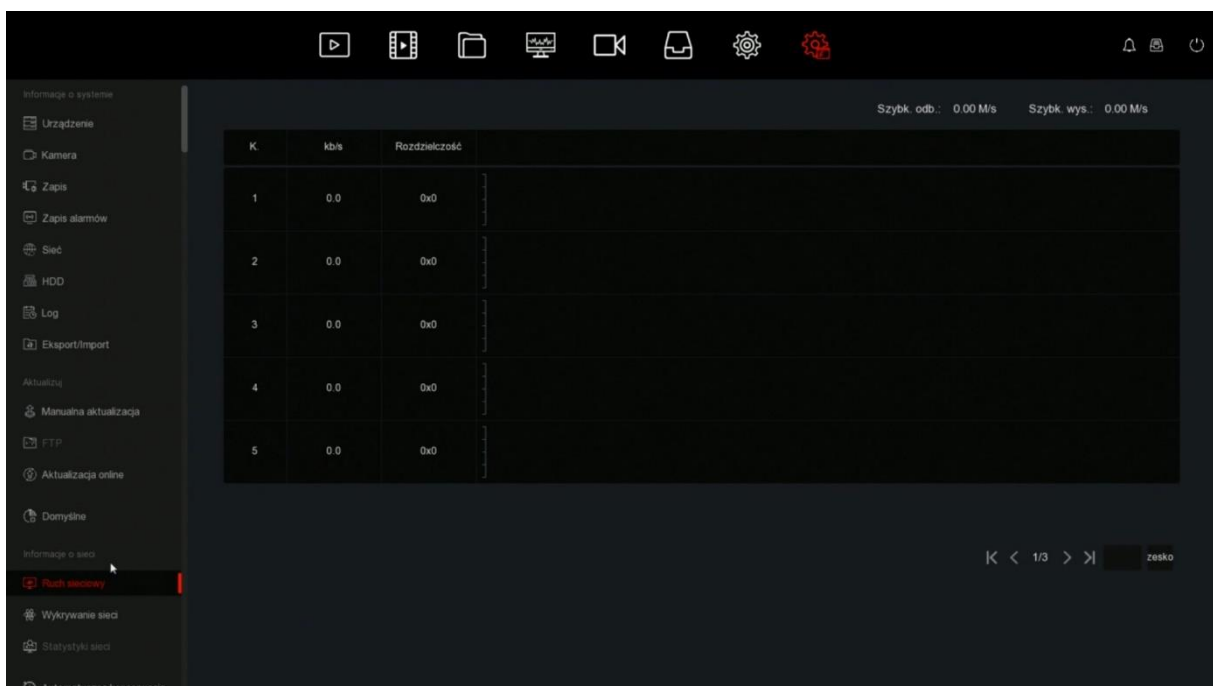 Informacje o systemie
Urządzenie
Kamera
Zapis
Zapis alarmów
Sieć
HDD
Log
Eksport/Import
Aktualizuj
Manualna aktualizacja
FTP
Aktualizacja online
Domyślne
Informacje o sieci
Ruch sieciowy
Wykrywanie sieci
Statystyki sieci
Szybk. odb.: 0.00 M/s Szybk. wys.: 0.00 M/s
K. kb/s Rozdzielczość
1 0.0 0x0
2 0.0 0x0
3 0.0 0x0
4 0.0 0x0
5 0.0 0x0
1/3 zesko